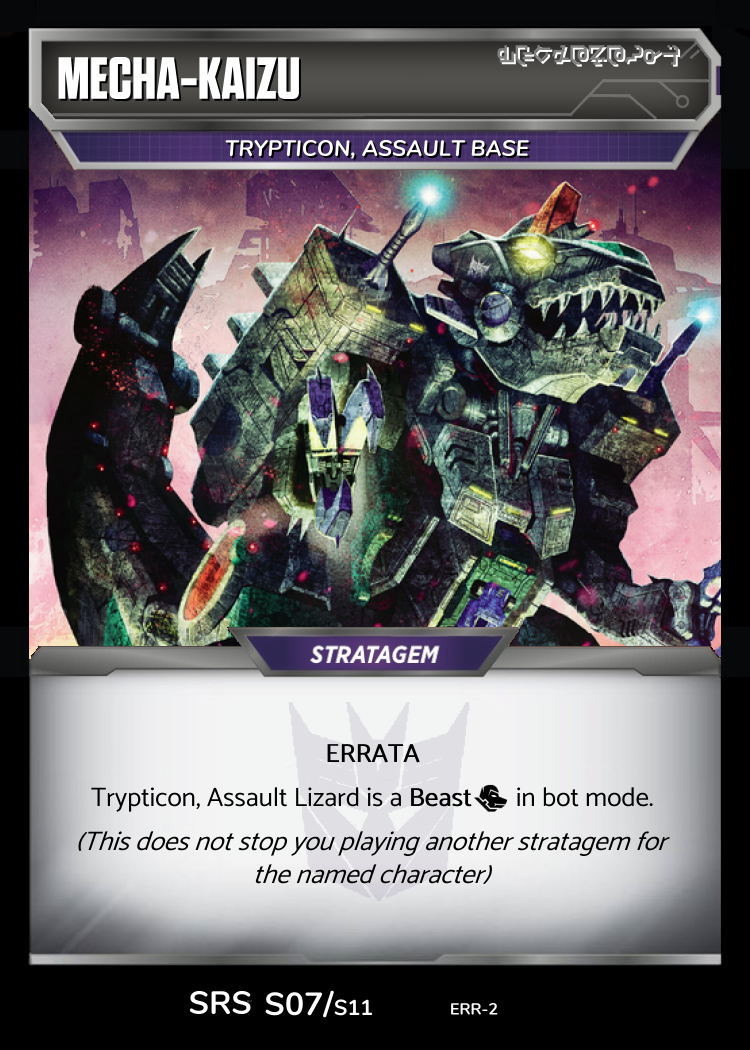 MECHA-KAIZU
TRYPTICON, ASSAULT BASE
STRATAGEM
ERRATA
Trypticon, Assault Lizard is a Beast in bot mode.
(This does not stop you playing another stratagem for
the named character)
SRS S07/S11 ERR-2